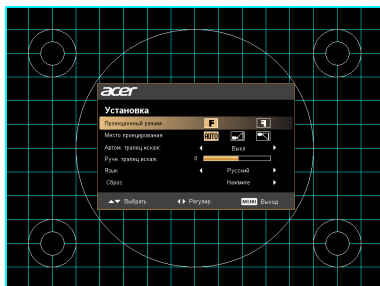 acer
Установка
Проекционный режим F F
Место проецирования AUTO
Автом. трапец искаж. Выкл.
Ручн. трапец искаж. 0
Язык Русский
Сброс Нажмите
Выбрать Регулир. MENU Выход